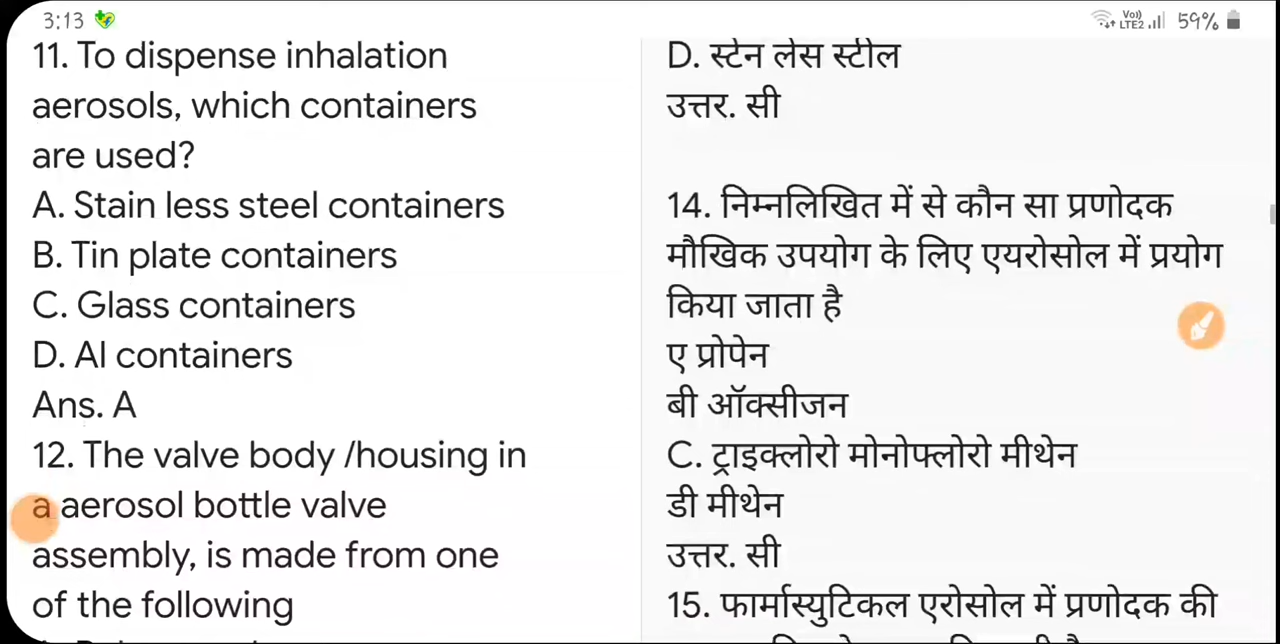 3:13
Vo)
LTE2
59%
11. To dispense inhalation
aerosols, which containers
are used?
A. Stain less steel containers
B. Tin plate containers
C. Glass containers
D. Al containers
Ans. A
12. The valve body /housing in
a aerosol bottle valve
assembly, is made from one
of the following
D. स्टेन लेस स्टील
उत्तर. सी
14. निम्नलिखित में से कौन सा प्रणोदक
मौखिक उपयोग के लिए एयरोसोल में प्रयोग
किया जाता है
ए प्रोपेन
बी ऑक्सीजन
C. ट्राइक्लोरो मोनोफ्लोरो मीथेन
डी मीथेन
उत्तर. सी
15. फार्मास्युटिकल एरोसोल में प्रणोदक की